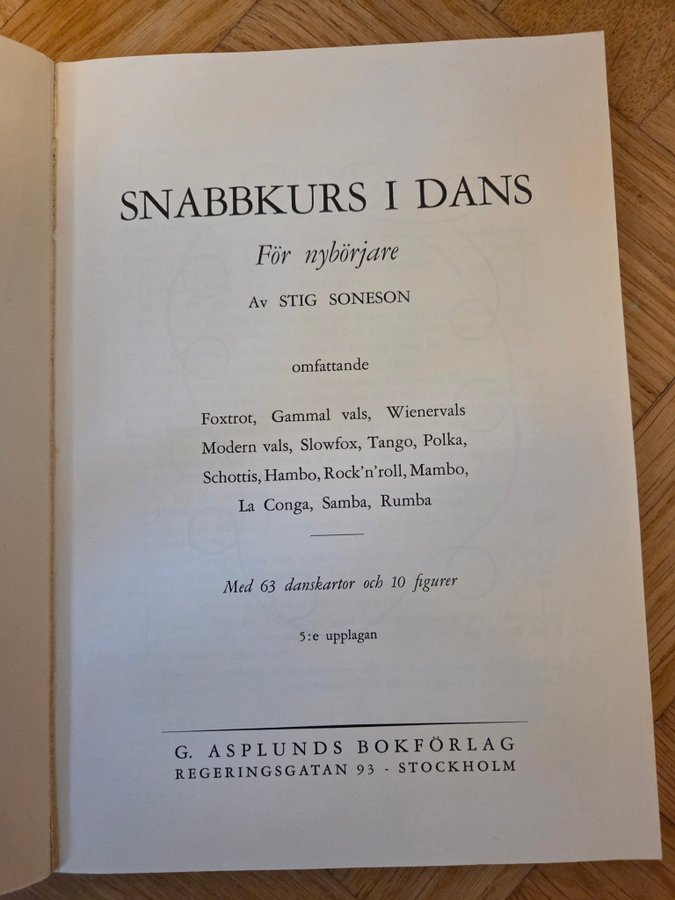 SNABBKURS I DANS
För nybörjare
Av STIG SONESON
omfattande
Foxtrot, Gammal vals, Wienervals
Modern vals, Slowfox, Tango, Polka,
Schottis, Hambo, Rock'n'roll, Mambo,
La Conga, Samba, Rumba
Med 63 danskartor och 10 figurer
5:e upplagan
G. ASPLUNDS BOKFÖRLAG
REGERINGSGATAN 93 - STOCKHOLM